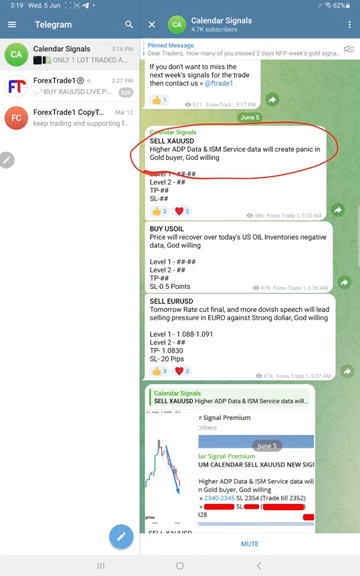 3:19 Wed, 5 Jun
62%
Telegram
CA
Calendar Signals
3:16 PM
ONLY 1 LOT TRADED A...
FT
ForexTrade1
2:27 PM
BUY XAUUSD LIVE P...
835
FC
ForexTrade1 CopyT...
Mar 12
keep trading and supporting f...
CA
Calendar Signals
4.7K subscribers
Pinned Message
Dear Traders, How many of you missed 2 days NFP week's gold signa...
If you don't want to miss the
next week's signals for the trade
then contact us » @ftrade1
1
511 ForexTrade1, 9:17 PM
June 5
Calendar Signals
SELL XAUUSD
Higher ADP Data & ISM Service data will create panic in
Gold buyer, God willing
Level 1 - ##-##
Level 2 - ##
TP-##
SL-##
2
2
486 Forex Trade 1, 5:32 AM
BUY USOIL
Price will recover over today's US OIL Inventories negative
data, God willing
Level 1 - ##-##
Level 2 - ##
TP-##
SL-0.5 Points
478 Forex Trade 1, 5:36 AM
SELL EURUSD
Tomorrow Rate cut final, and more dovish speech will lead
selling pressure in EURO against Strong dollar, God willing
Level 1 - 1.088-1.091
Level 2 - ##
TP- 1.0830
SL- 20 Pips
3
2
474 Forex Trade 1, 5:37 AM
Calendar Signals
SELL XAUUSD Higher ADP Data & ISM Service data will...
ar Signal Premium
cribers
June 5
lar Signal Premium
UM CALENDAR SELL XAUUSD NEW SIG
Higher ADP Data & ISM Service data will
n Gold buyer, God willing
» 2340-2345 SL 2354 (Trade till 2352)
SL
328
MUTE